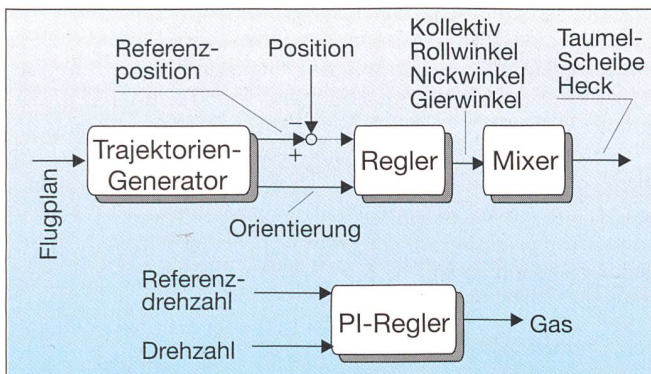 Referenz-
position
Position
Kollektiv
Rollwinkel
Nickwinkel
Gierwinkel
Taumel-
Scheibe
Heck
−
+
Flugplan
Trajektorien-
Generator
Regler
Mixer
Orientierung
Referenz-
drehzahl
Drehzahl
PI-Regler
Gas